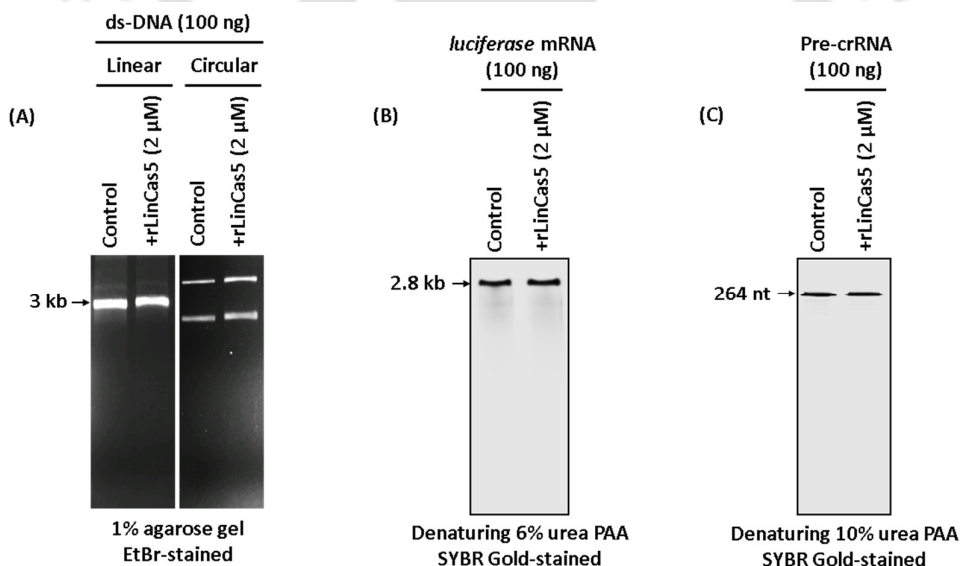 ds-DNA (100 ng)
Linear
Circular
(A)
Control
+rLinCas5 (2 µM)
Control
+rLinCas5 (2 µM)
3 kb
1% agarose gel
EtBr-stained
luciferase mRNA
(100 ng)
(B)
Control
+rLinCas5 (2 µM)
2.8 kb
Denaturing 6% urea PAA
SYBR Gold-stained
Pre-crRNA
(100 ng)
(C)
Control
+rLinCas5 (2 µM)
264 nt
Denaturing 10% urea PAA
SYBR Gold-stained